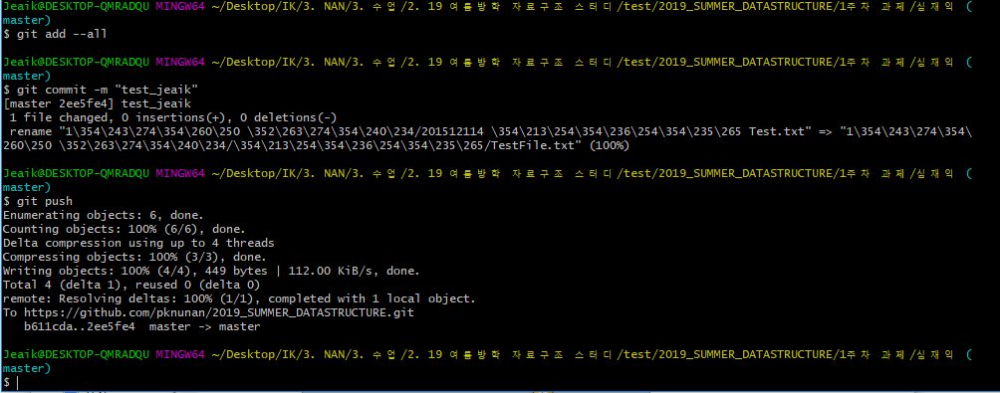 Jeaik@DESKTOP-QMRADQU MINGW64 ~/Desktop/IK/3. NAN/3. 수업/2. 19 여름방학 자료구조 스터디/test/2019_SUMMER_DATASTRUCTURE/1주차 과제/심재익 (
master)
$ git add --all
Jeaik@DESKTOP-QMRADQU MINGW64 ~/Desktop/IK/3. NAN/3. 수업/2. 19 여름방학 자료구조 스터디/test/2019_SUMMER_DATASTRUCTURE/1주차 과제/심재익 (
master)
$ git commit -m "test_jeaik"
[master 2ee5fe4] test_jeaik
 1 file changed, 0 insertions(+), 0 deletions(-)
 rename "1\354\243\274\354\260\250 \352\263\274\354\240\234/201512114 \354\213\254\354\236\254\354\235\265 Test.txt" => "1\354\243\274\354\
260\250 \352\263\274\354\240\234/\354\213\254\354\236\254\354\235\265/TestFile.txt" (100%)
Jeaik@DESKTOP-QMRADQU MINGW64 ~/Desktop/IK/3. NAN/3. 수업/2. 19 여름방학 자료구조 스터디/test/2019_SUMMER_DATASTRUCTURE/1주차 과제/심재익 (
master)
$ git push
Enumerating objects: 6, done.
Counting objects: 100% (6/6), done.
Delta compression using up to 4 threads
Compressing objects: 100% (3/3), done.
Writing objects: 100% (4/4), 449 bytes | 112.00 KiB/s, done.
Total 4 (delta 1), reused 0 (delta 0)
remote: Resolving deltas: 100% (1/1), completed with 1 local object.
To https://github.com/pknunan/2019_SUMMER_DATASTRUCTURE.git
   b611cda..2ee5fe4  master -> master
Jeaik@DESKTOP-QMRADQU MINGW64 ~/Desktop/IK/3. NAN/3. 수업/2. 19 여름방학 자료구조 스터디/test/2019_SUMMER_DATASTRUCTURE/1주차 과제/심재익 (
master)
$